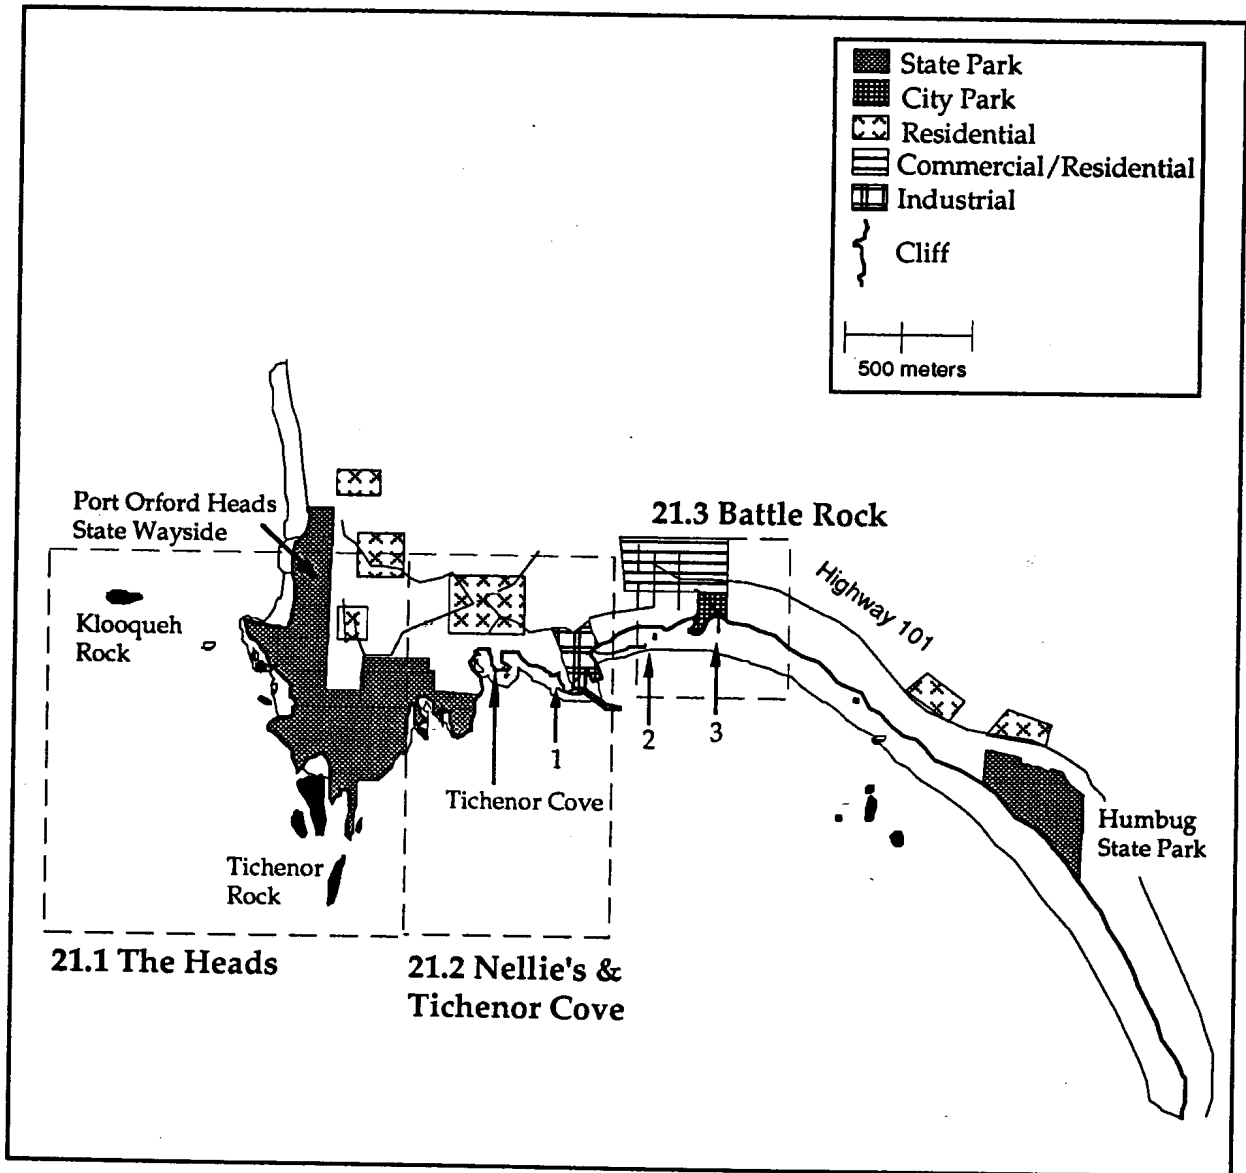 State Park
City Park
Residential
Commercial/Residential
Industrial
Cliff
500 meters
Port Orford Heads
State Wayside
21.3 Battle Rock
Klooqueh
Rock
Highway 101
1
2
3
Tichenor Cove
Humbug
State Park
Tichenor
Rock
21.1 The Heads
21.2 Nellie's &
Tichenor Cove